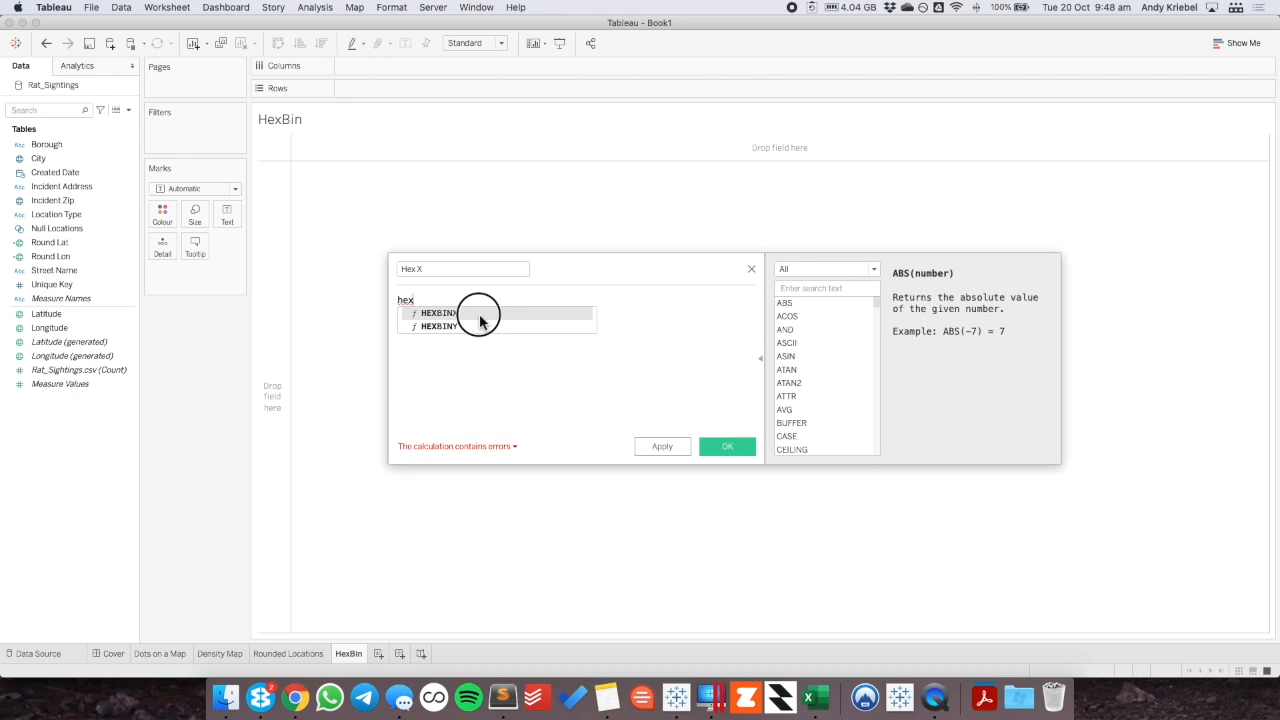 Tableau File Data Worksheet Dashboard Story Analysis Map Format Server Window Help 4.04 GB 100% Tue 20 Oct 9:48 am Andy Kriebel
Tableau - Book1
Standard Show Me
Data Analytics
Rat_Sightings
Search
Tables
Abc Borough
City
Created Date
Abc Incident Address
Incident Zip
Abc Location Type
Null Locations
Round Lat
Round Lon
Abc Street Name
Unique Key
Abc Measure Names
Latitude
Longitude
Latitude (generated)
Longitude (generated)
Rat_Sightings.csv (Count)
Measure Values
Pages
Filters
Marks
Automatic
Colour Size Text
Detail Tooltip
Columns
Rows
HexBin
Drop field here
Drop
field
here
Hex X
hex
HEXBINX
HEXBINY
The calculation contains errors
Apply OK
All
Enter search text
ABS
ACOS
AND
ASCII
ASIN
ATAN
ATAN2
ATTR
AVG
BUFFER
CASE
CEILING
ABS(number)
Returns the absolute value
of the given number.
Example: ABS(-7) = 7
Data Source Cover Dots on a Map Density Map Rounded Locations HexBin